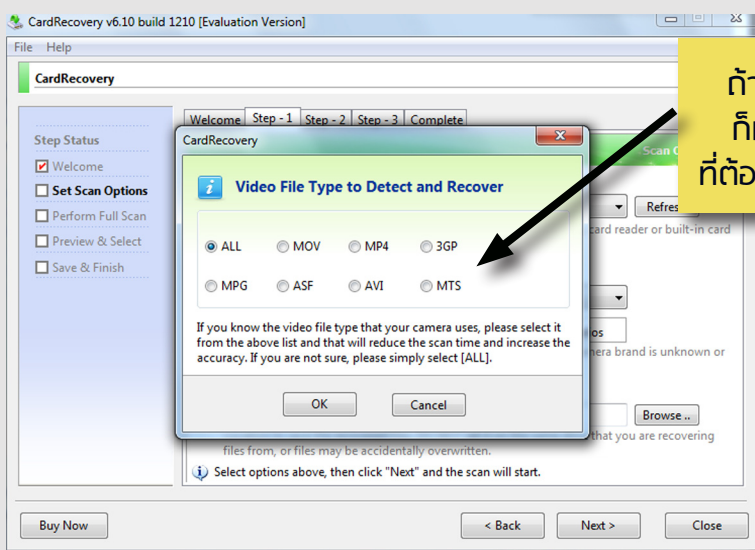 CardRecovery v6.10 build 1210 [Evaluation Version]
File Help
CardRecovery
Step Status
Welcome
Set Scan Options
Perform Full Scan
Preview & Select
Save & Finish
Welcome Step - 1 Step - 2 Step - 3 Complete
CardRecovery
Video File Type to Detect and Recover
ALL MOV MP4 3GP
MPG ASF AVI MTS
If you know the video file type that your camera uses, please select it
from the above list and that will reduce the scan time and increase the
accuracy. If you are not sure, please simply select [ALL].
OK Cancel
Scan
card reader or built-in card
brand is unknown or
Browse ..
that you are recovering
files from, or files may be accidentally overwritten.
Select options above, then click "Next" and the scan will start.
Buy Now < Back Next > Close
ที่ต้อง